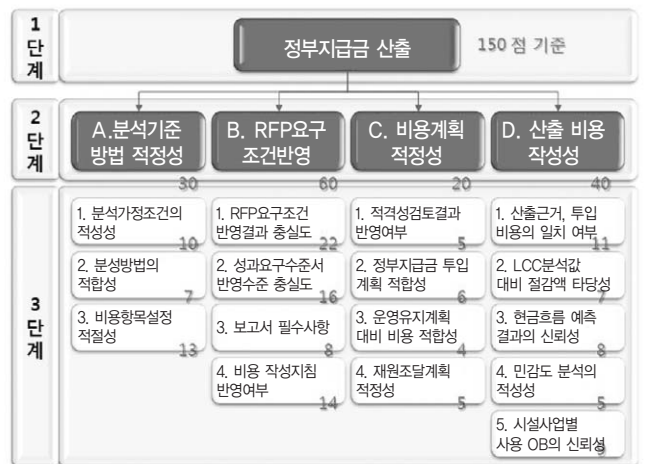 1
단
계
정부지급금 산출
150 점 기준
2
단
계
A.분석기준
방법 적정성
30
B. RFP요구
조건반영
60
C. 비용계획
적정성
20
D. 산출 비용
작성성
40
3
단
계
1. 분석가정조건의
적성성
10
2. 분성방법의
적합성
7
3. 비용항목설정
적절성
13
1. RFP요구조건
반영결과 충실도
22
2. 성과요구수준서
반영수준 충실도
16
3. 보고서 필수사항
8
4. 비용 작성지침
반영여부
14
1. 적격성검토결과
반영여부
5
2. 정부지급금 투입
계획 적합성
6
3. 운영유지계획
대비 비용 적합성
4
4. 재원조달계획
적정성
5
1. 산출근거, 투입
비용의 일치 여부
11
2. LCC분석값
대비 절감액 타당성
7
3. 현금흐름 예측
결과의 신뢰성
8
4. 민감도 분석의
적성성
5
5. 시설사업별
사용 OB의 신뢰성
9